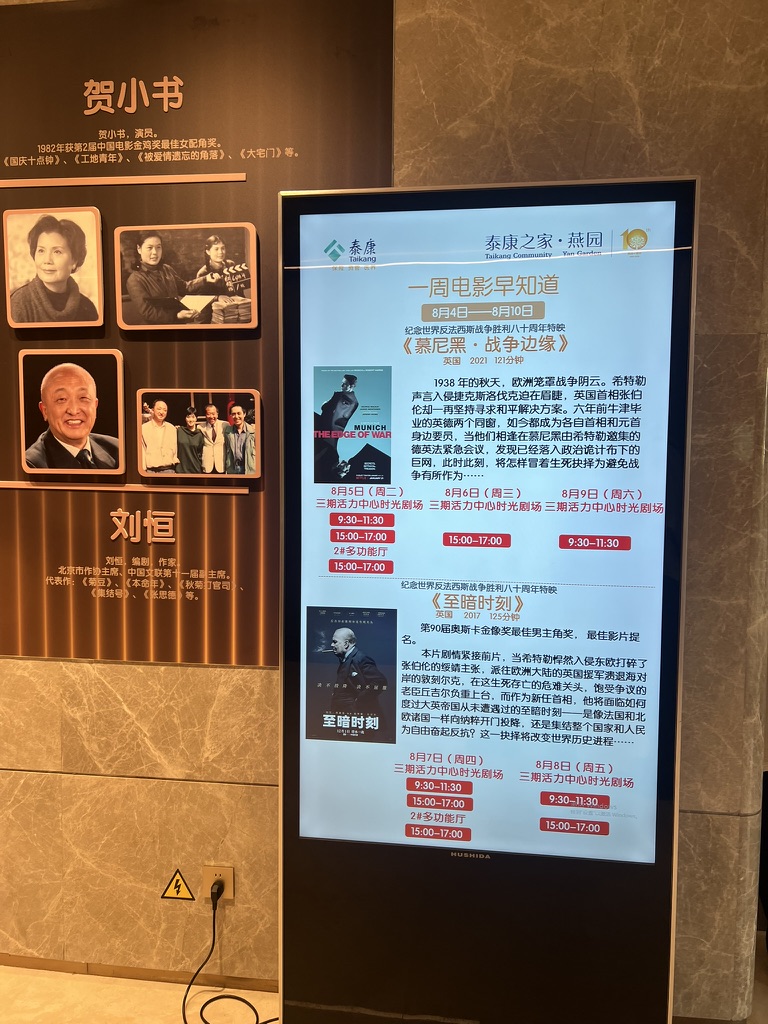 贺小书
贺小书，演员。
1982年获第2届中国电影金鸡奖最佳女配角奖。
《国庆十点钟》、《工地青年》、《被爱情遗忘的角落》、《大宅门》等。
刘恒
刘恒，编剧，作家。
北京市作协主席、中国文联第十一届副主席。
代表作:《菊豆》、《本命年》、《秋菊打官司》、
《集结号》、《张思德》等。
泰康
Taikang
泰康之家·燕园
Taikang Community Yan Garden
一周电影早知道
8月4日——8月10日
纪念世界反法西斯战争胜利八十周年特映
《慕尼黑·战争边缘》
英国 2021 121分钟
MUNICH
THE EDGE OF WAR
1938 年的秋天，欧洲笼罩战争阴云。希特勒
声言入侵捷克斯洛伐克迫在眉睫，英国首相张伯
伦却一再坚持寻求和平解决方案。六年前牛津毕
业的英德两个同窗，如今都成为各自首相和元首
身边要员，当他们相逢在慕尼黑由希特勒邀集的
德英法紧急会议，发现已经落入政治诡计布下的
巨网，此时此刻，将怎样冒着生死抉择为避免战
争有所作为……
8月5日（周二）
三期活力中心时光剧场
9:30-11:30
15:00-17:00
2#多功能厅
15:00-17:00
8月6日（周三）
三期活力中心时光剧场
15:00-17:00
8月9日（周六）
三期活力中心时光剧场
9:30-11:30
纪念世界反法西斯战争胜利八十周年特映
《至暗时刻》
英国 2017 125分钟
至暗时刻
第90届奥斯卡金像奖最佳男主角奖，最佳影片提
名。
本片剧情紧接前片，当希特勒悍然入侵东欧打碎了
张伯伦的绥靖主张，派往欧洲大陆的英国援军溃退海对
岸的敦刻尔克，在这生死存亡的危难关头，饱受争议的
老臣丘吉尔负重上台，而作为新任首相，他将面临如何
度过大英帝国从未遭遇过的至暗时刻——是像法国和北
欧诸国一样向纳粹开门投降，还是集结整个国家和人民
为自由奋起反抗？这一抉择将改变世界历史进程……
8月7日（周四）
三期活力中心时光剧场
9:30-11:30
15:00-17:00
2#多功能厅
15:00-17:00
8月8日（周五）
三期活力中心时光剧场
9:30-11:30
15:00-17:00
HUSHIDA